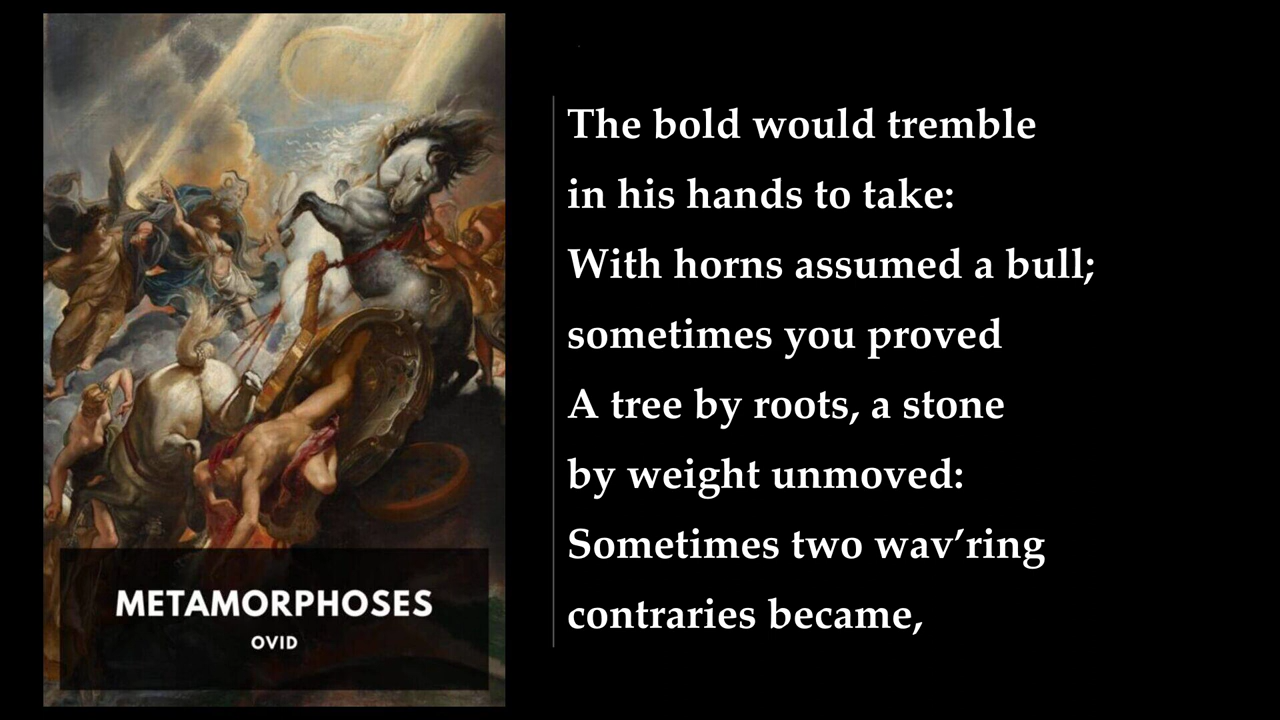 METAMORPHOSES
OVID
The bold would tremble
in his hands to take:
With horns assumed a bull;
sometimes you proved
A tree by roots, a stone
by weight unmoved:
Sometimes two wav’ring
contraries became,